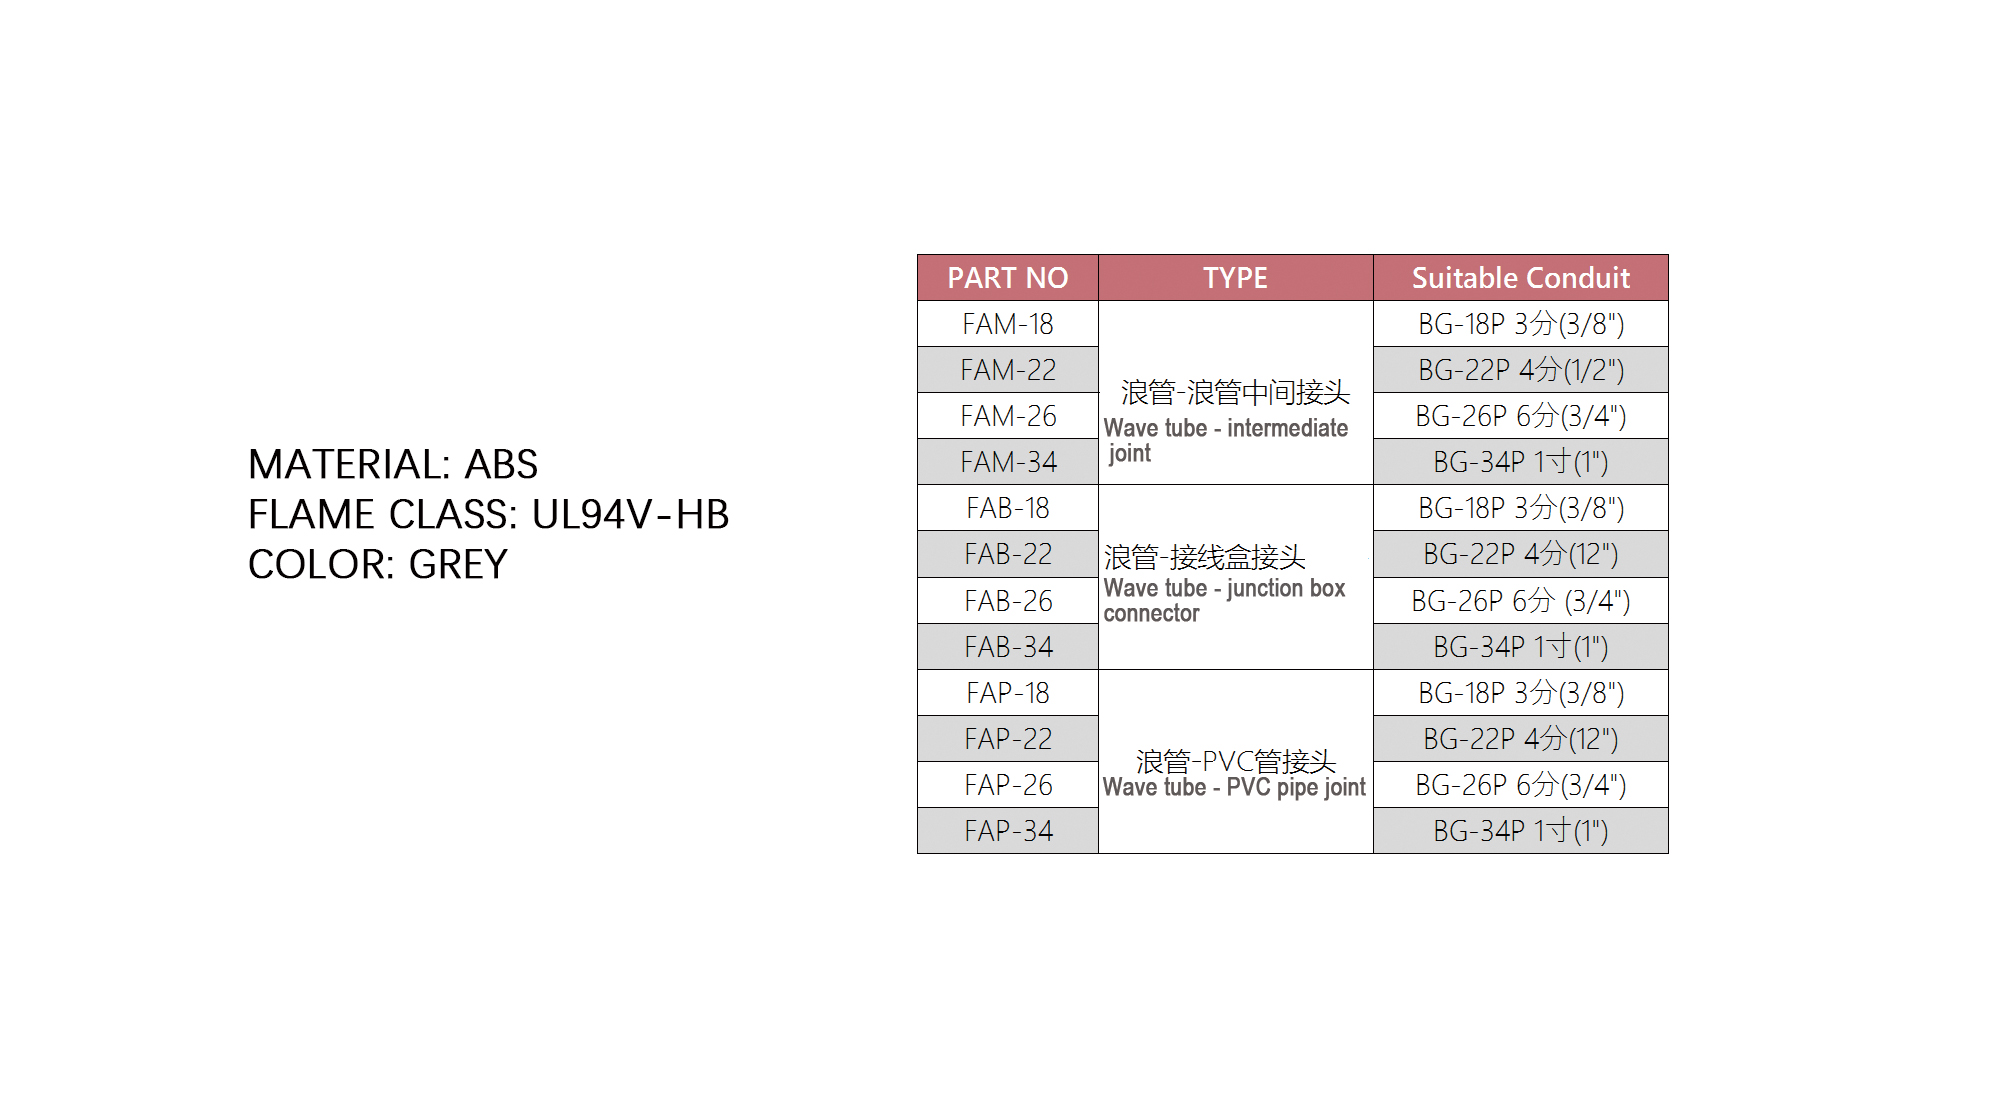 MATERIAL: ABS
FLAME CLASS: UL94V-HB
COLOR: GREY
PART NO TYPE Suitable Conduit
FAM-18 BG-18P 3分(3/8")
FAM-22 BG-22P 4分(1/2")
浪管-浪管中间接头
FAM-26 BG-26P 6分(3/4")
Wave tube - intermediate
joint
FAM-34 BG-34P 1寸(1")
FAB-18 BG-18P 3分(3/8")
FAB-22 BG-22P 4分(12")
浪管-接线盒接头
Wave tube - junction box
connector
FAB-26 BG-26P 6分 (3/4")
FAB-34 BG-34P 1寸(1")
FAP-18 BG-18P 3分(3/8")
FAP-22 BG-22P 4分(12")
浪管-PVC管接头
Wave tube - PVC pipe joint
FAP-26 BG-26P 6分(3/4")
FAP-34 BG-34P 1寸(1")